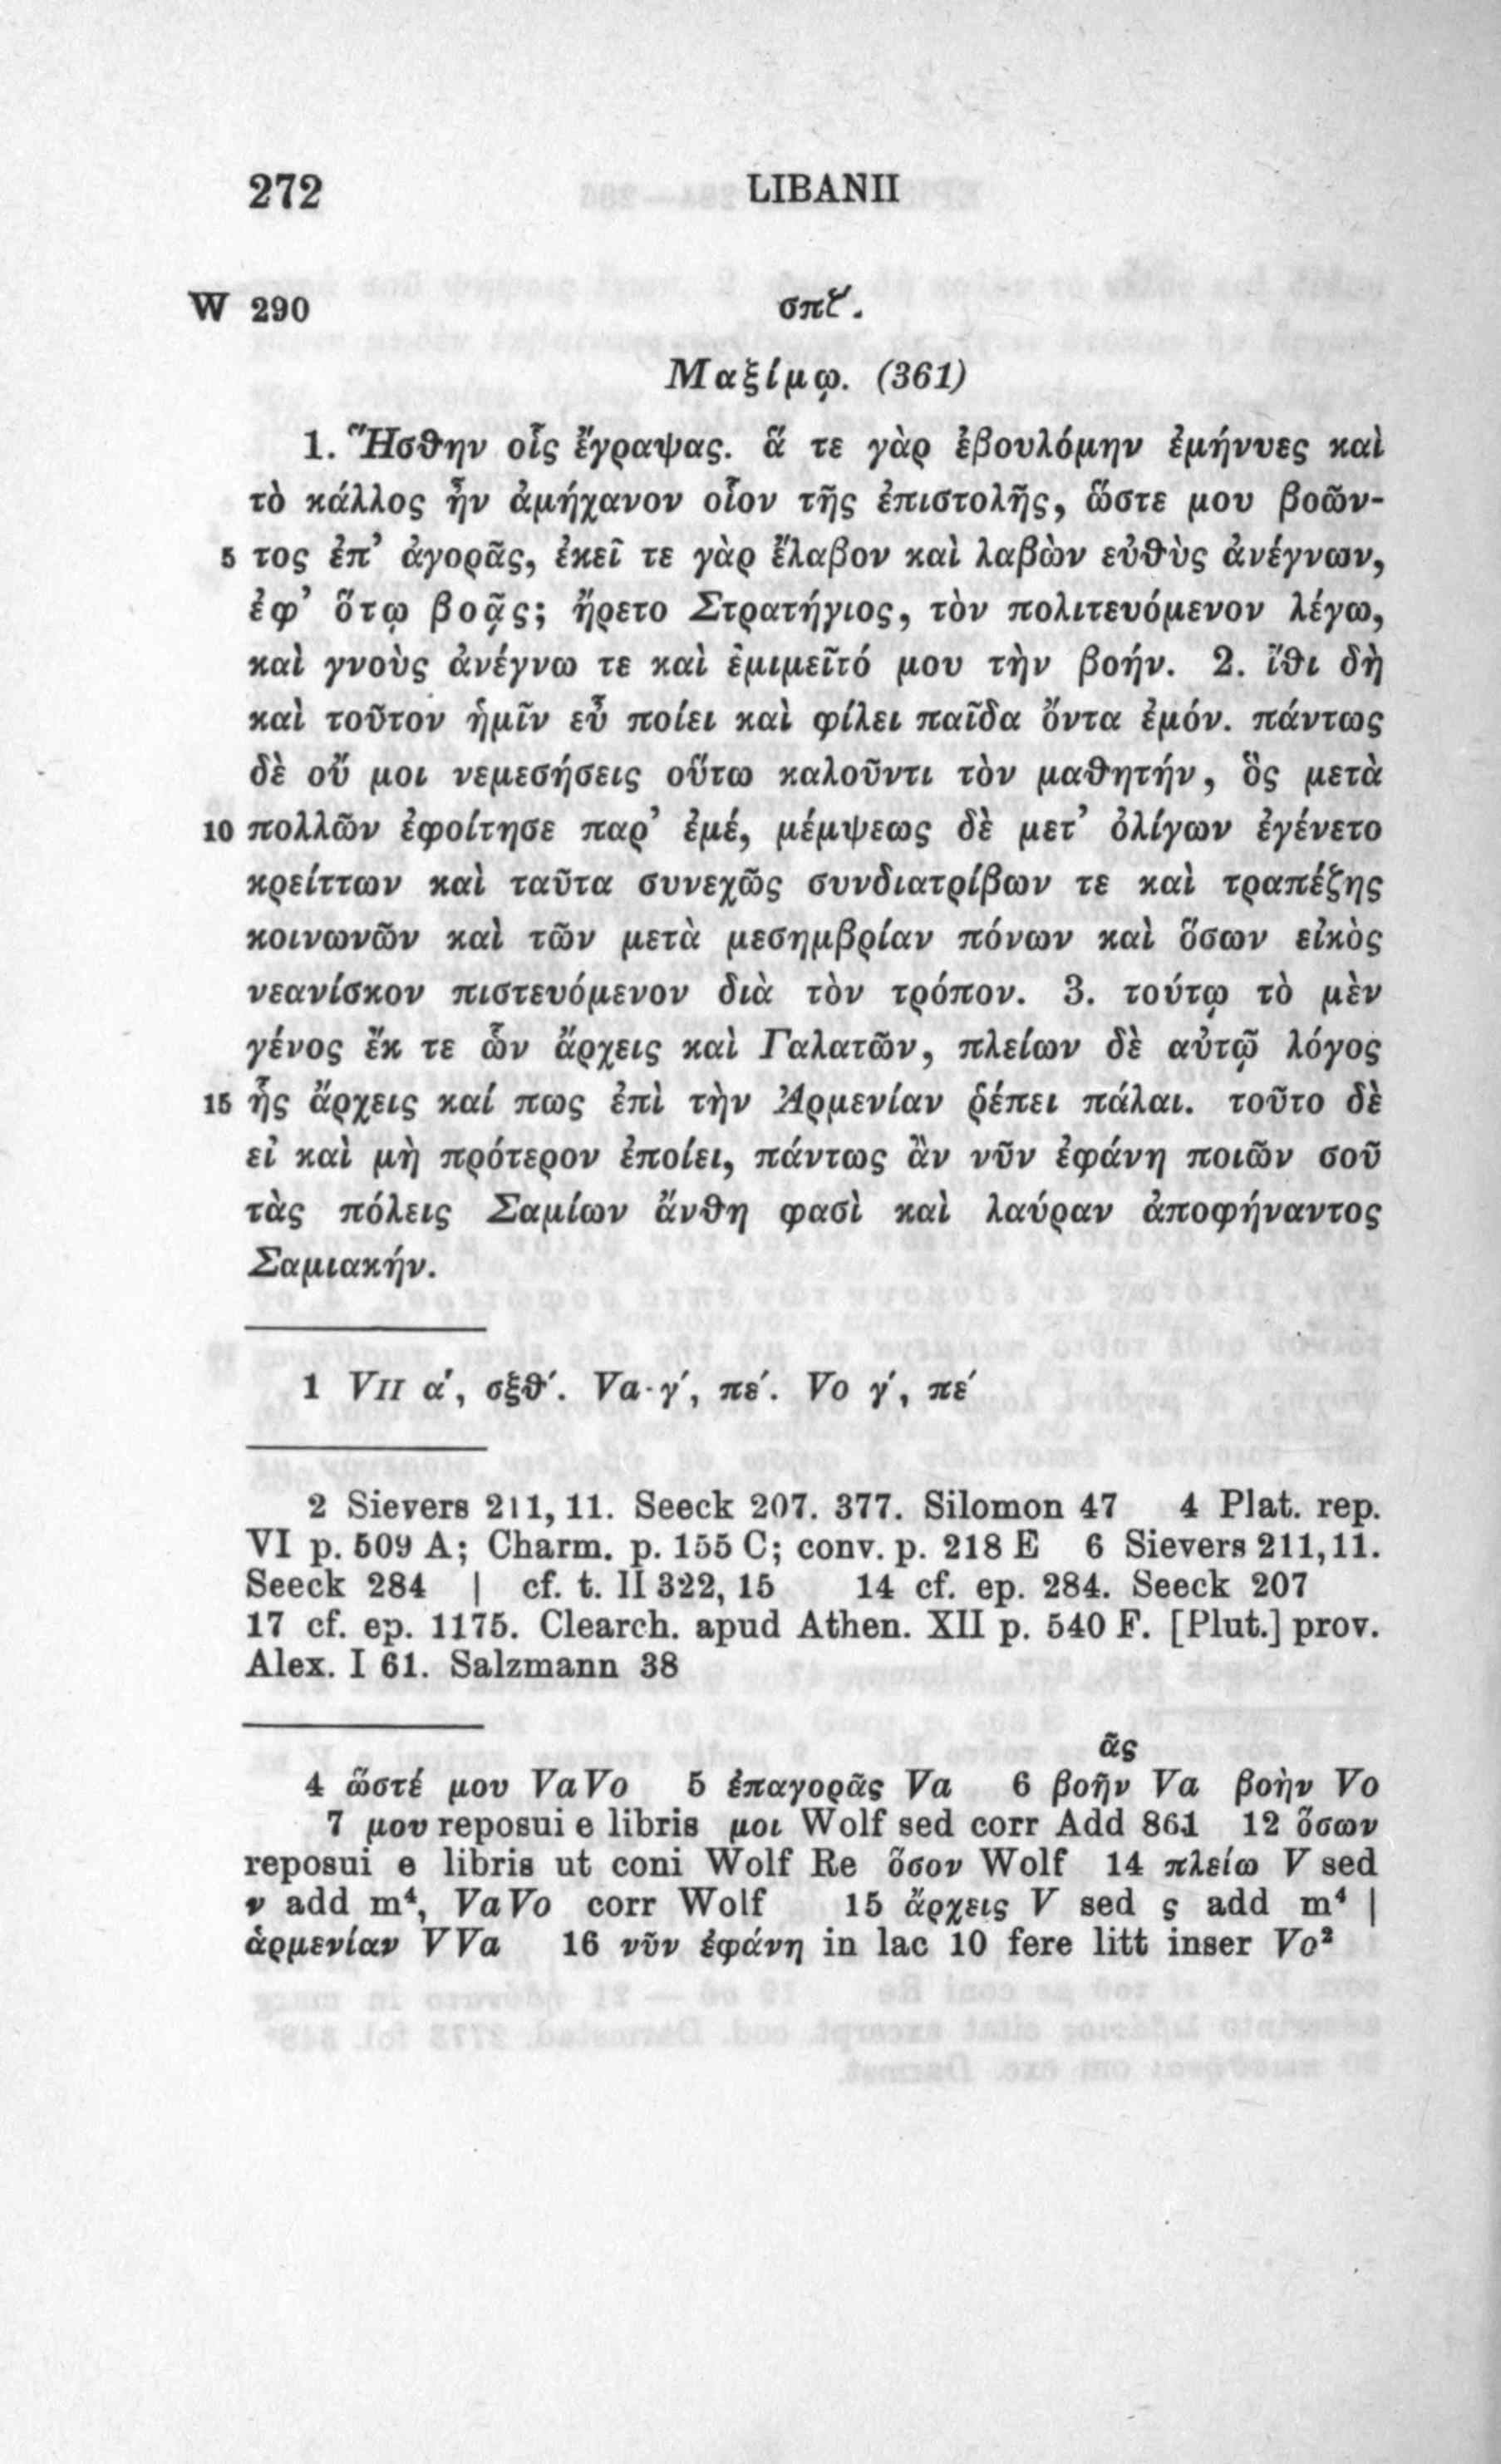 272 LIBANII
W 290 σπζ′.
Μαξίμῳ. (361)
1. Ἥσθην οἷς ἔγραψας. ἅ τε γὰρ ἐβουλόμην ἐμήνυες καὶ
τὸ κάλλος ἦν ἀμήχανον οἷον τῆς ἐπιστολῆς, ὥστε μου βοῶν-
5 τος ἐπ’ ἀγορᾶς, ἐκεῖ τε γὰρ ἔλαβον καὶ λαβὼν εὐθὺς ἀνέγνων,
ἐφ’ ὅτῳ βοᾷς; ἤρετο Στρατήγιος, τὸν πολιτευόμενον λέγω,
καὶ γνοὺς ἀνέγνω τε καὶ ἐμιμεῖτό μου τὴν βοήν. 2. ἴθι δὴ
καὶ τοῦτον ἡμῖν εὖ ποίει καὶ φίλει παῖδα ὄντα ἐμόν. πάντως
δὲ οὔ μοι νεμεσήσεις οὕτω καλοῦντι τὸν μαθητήν, ὃς μετὰ
10 πολλῶν ἐφοίτησε παρ’ ἐμέ, μέμψεως δὲ μετ’ ὀλίγων ἐγένετο
κρείττων καὶ ταῦτα συνεχῶς συνδιατρίβων τε καὶ τραπέζης
κοινωνῶν καὶ τῶν μετὰ μεσημβρίαν πόνων καὶ ὅσων εἰκὸς
νεανίσκον πιστευόμενον διὰ τὸν τρόπον. 3. τούτῳ τὸ μὲν
γένος ἔκ τε ὧν ἄρχεις καὶ Γαλατῶν, πλείων δὲ αὐτῷ λόγος
15 ἧς ἄρχεις καί πως ἐπὶ τὴν Ἀρμενίαν ῥέπει πάλαι. τοῦτο δὲ
εἰ καὶ μὴ πρότερον ἐποίει, πάντως ἂν νῦν ἐφάνη ποιῶν σοῦ
τὰς πόλεις Σαμίων ἄνθη φασὶ καὶ λαύραν ἀποφήναντος
Σαμιακήν.
1 VII α′, σξθ′. Va γ′, πε′. Vo γ′, πε′
2 Sievers 211, 11. Seeck 207. 377. Silomon 47 4 Plat. rep.
VI p. 509 A; Charm. p. 155 C; conv. p. 218 E 6 Sievers 211, 11.
Seeck 284 | cf. t. II 322, 15 14 cf. ep. 284. Seeck 207
17 cf. ep. 1175. Clearch. apud Athen. XII p. 540 F. [Plut.] prov.
Alex. I 61. Salzmann 38
ᾶς
4 ὥστέ μου Va Vo 5 ἐπαγορᾶς Va 6 βοῆν Va βοὴν Vo
7 μου reposui e libris μοι Wolf sed corr Add 861 12 ὅσων
reposui e libris ut coni Wolf Re ὅσον Wolf 14 πλείω V sed
ν add m⁴, Va Vo corr Wolf 15 ἄρχεις V sed ς add m⁴ |
ἁρμενίαν V Va 16 νῦν ἐφάνη in lac 10 fere litt inser Vo²